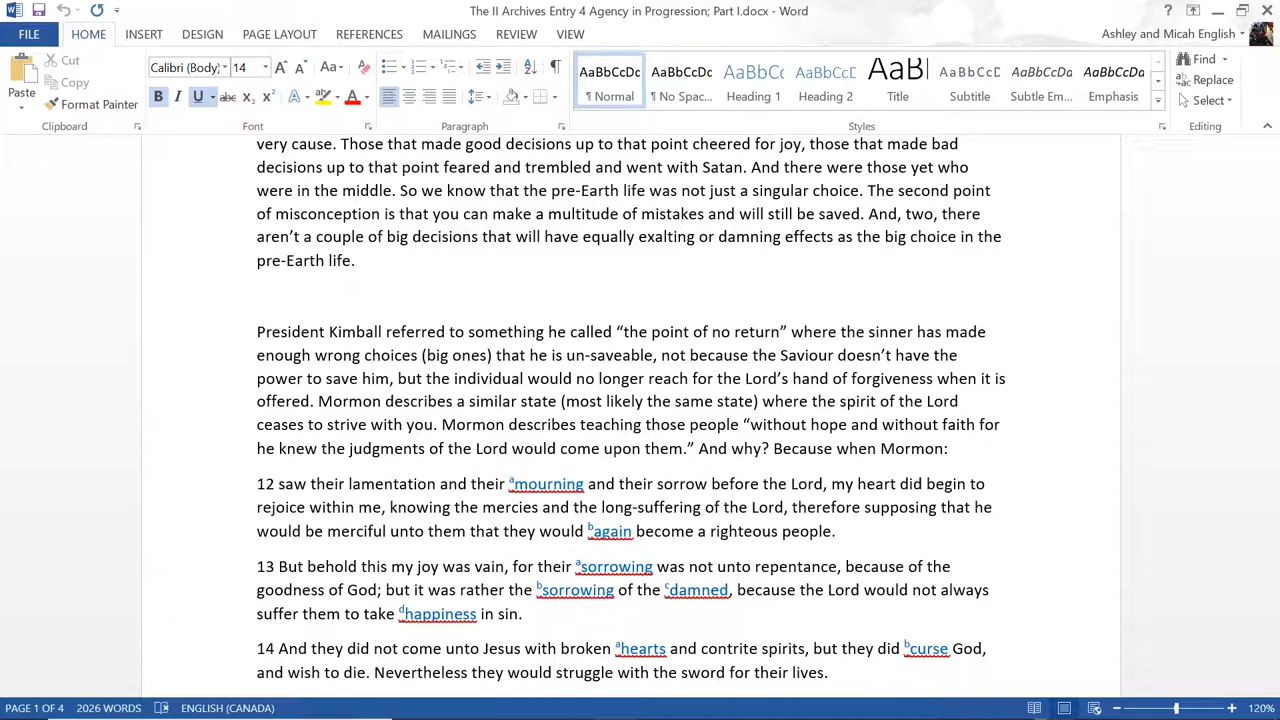 The II Archives Entry 4 Agency in Progression; Part I.docx - Word
FILE HOME INSERT DESIGN PAGE LAYOUT REFERENCES MAILINGS REVIEW VIEW Ashley and Micah English
Paste Cut Copy Format Painter
Clipboard
Calibri (Body) 14
Font
Paragraph
AaBbCcDc AaBbCcDc AaBbCc AaBbCcC AaBb AaBbCcC AaBbCcDc AaBbCcDc
¶ Normal ¶ No Spac... Heading 1 Heading 2 Title Subtitle Subtle Em... Emphasis
Styles
Find
Replace
Select
Editing
very cause. Those that made good decisions up to that point cheered for joy, those that made bad
decisions up to that point feared and trembled and went with Satan. And there were those yet who
were in the middle. So we know that the pre-Earth life was not just a singular choice. The second point
of misconception is that you can make a multitude of mistakes and will still be saved. And, two, there
aren't a couple of big decisions that will have equally exalting or damning effects as the big choice in the
pre-Earth life.
President Kimball referred to something he called “the point of no return” where the sinner has made
enough wrong choices (big ones) that he is un-saveable, not because the Saviour doesn't have the
power to save him, but the individual would no longer reach for the Lord's hand of forgiveness when it is
offered. Mormon describes a similar state (most likely the same state) where the spirit of the Lord
ceases to strive with you. Mormon describes teaching those people “without hope and without faith for
he knew the judgments of the Lord would come upon them.” And why? Because when Mormon:
12 saw their lamentation and their amourning and their sorrow before the Lord, my heart did begin to
rejoice within me, knowing the mercies and the long-suffering of the Lord, therefore supposing that he
would be merciful unto them that they would bagain become a righteous people.
13 But behold this my joy was vain, for their asorrowing was not unto repentance, because of the
goodness of God; but it was rather the bsorrowing of the cdamned, because the Lord would not always
suffer them to take dhappiness in sin.
14 And they did not come unto Jesus with broken ahearts and contrite spirits, but they did bcurse God,
and wish to die. Nevertheless they would struggle with the sword for their lives.
PAGE 1 OF 4 2026 WORDS ENGLISH (CANADA) 120%